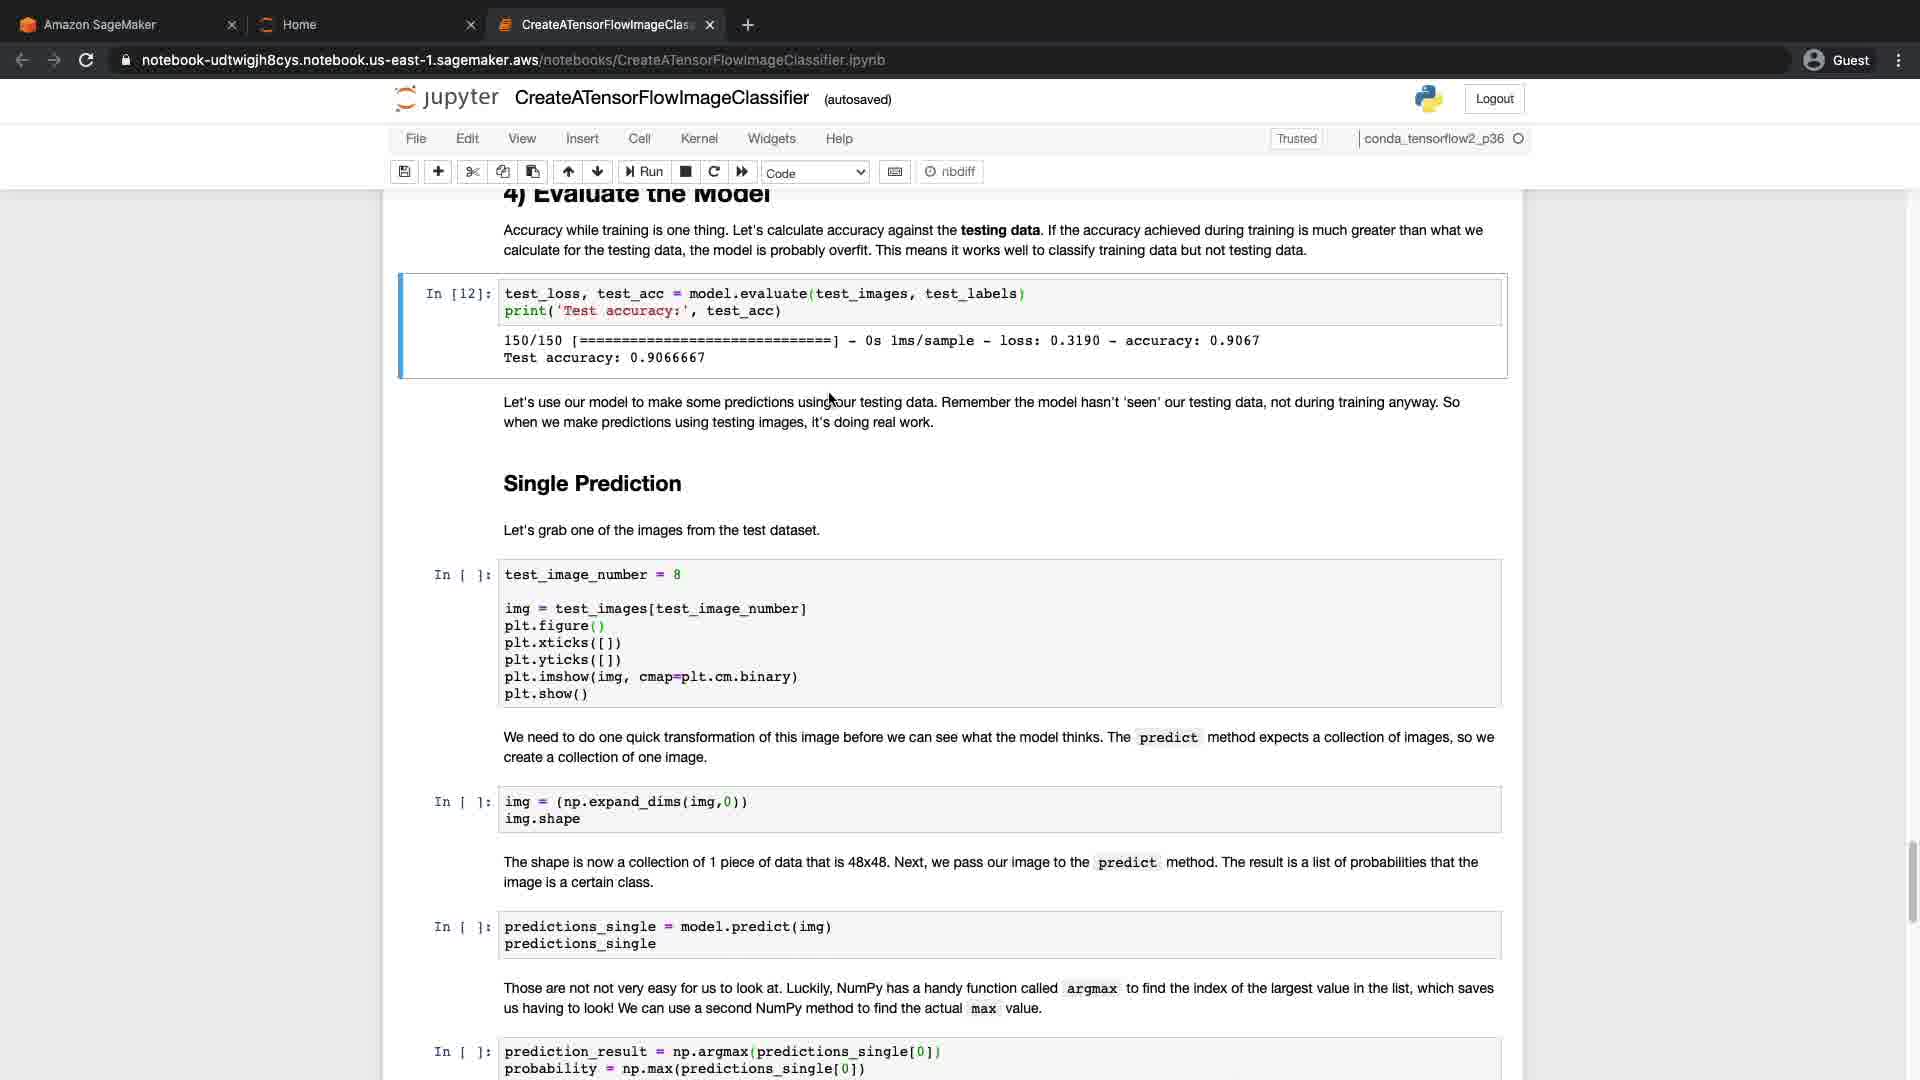 Amazon SageMaker
Home
CreateATensorFlowImageClas
notebook-udtwigjh8cys.notebook.us-east-1.sagemaker.aws/notebooks/CreateATensorFlowImageClassifier.ipynb
Guest
jupyter CreateATensorFlowImageClassifier (autosaved)
Logout
File Edit View Insert Cell Kernel Widgets Help
Trusted
conda_tensorflow2_p36
Run
Code
nbdiff
4) Evaluate the Model
Accuracy while training is one thing. Let's calculate accuracy against the testing data. If the accuracy achieved during training is much greater than what we
calculate for the testing data, the model is probably overfit. This means it works well to classify training data but not testing data.
In [12]: test_loss, test_acc = model.evaluate(test_images, test_labels)
print('Test accuracy:', test_acc)
150/150 [==============================] - 0s 1ms/sample - loss: 0.3190 - accuracy: 0.9067
Test accuracy: 0.9066667
Let's use our model to make some predictions using our testing data. Remember the model hasn't 'seen' our testing data, not during training anyway. So
when we make predictions using testing images, it's doing real work.
Single Prediction
Let's grab one of the images from the test dataset.
In [ ]: test_image_number = 8
img = test_images[test_image_number]
plt.figure()
plt.xticks([])
plt.yticks([])
plt.imshow(img, cmap=plt.cm.binary)
plt.show()
We need to do one quick transformation of this image before we can see what the model thinks. The predict method expects a collection of images, so we
create a collection of one image.
In [ ]: img = (np.expand_dims(img,0))
img.shape
The shape is now a collection of 1 piece of data that is 48x48. Next, we pass our image to the predict method. The result is a list of probabilities that the
image is a certain class.
In [ ]: predictions_single = model.predict(img)
predictions_single
Those are not not very easy for us to look at. Luckily, NumPy has a handy function called argmax to find the index of the largest value in the list, which saves
us having to look! We can use a second NumPy method to find the actual max value.
In [ ]: prediction_result = np.argmax(predictions_single[0])
probability = np.max(predictions_single[0])